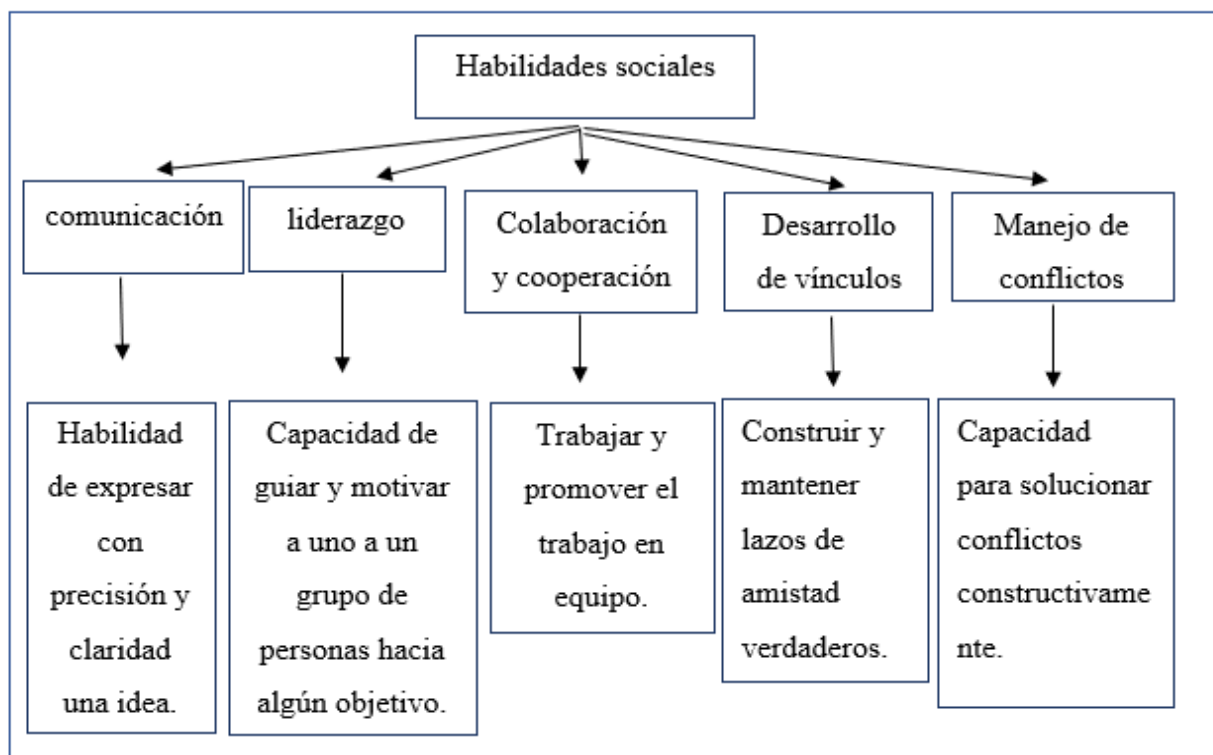 Habilidades sociales
comunicación
liderazgo
Colaboración
y cooperación
Desarrollo
de vínculos
Manejo de
conflictos
Habilidad
de expresar
con
precisión y
claridad
una idea.
Capacidad de
guiar y motivar
a uno a un
grupo de
personas hacia
algún objetivo.
Trabajar y
promover el
trabajo en
equipo.
Construir y
mantener
lazos de
amistad
verdaderos.
Capacidad
para solucionar
conflictos
constructivame
nte.